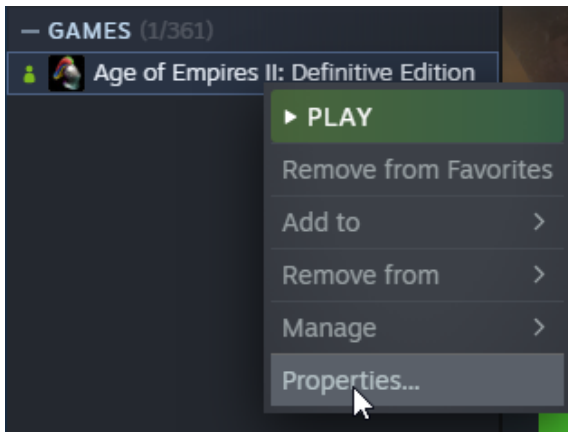 — GAMES (1/361)
Age of Empires II: Definitive Edition
PLAY
Remove from Favorites
Add to
Remove from
Manage
Properties...